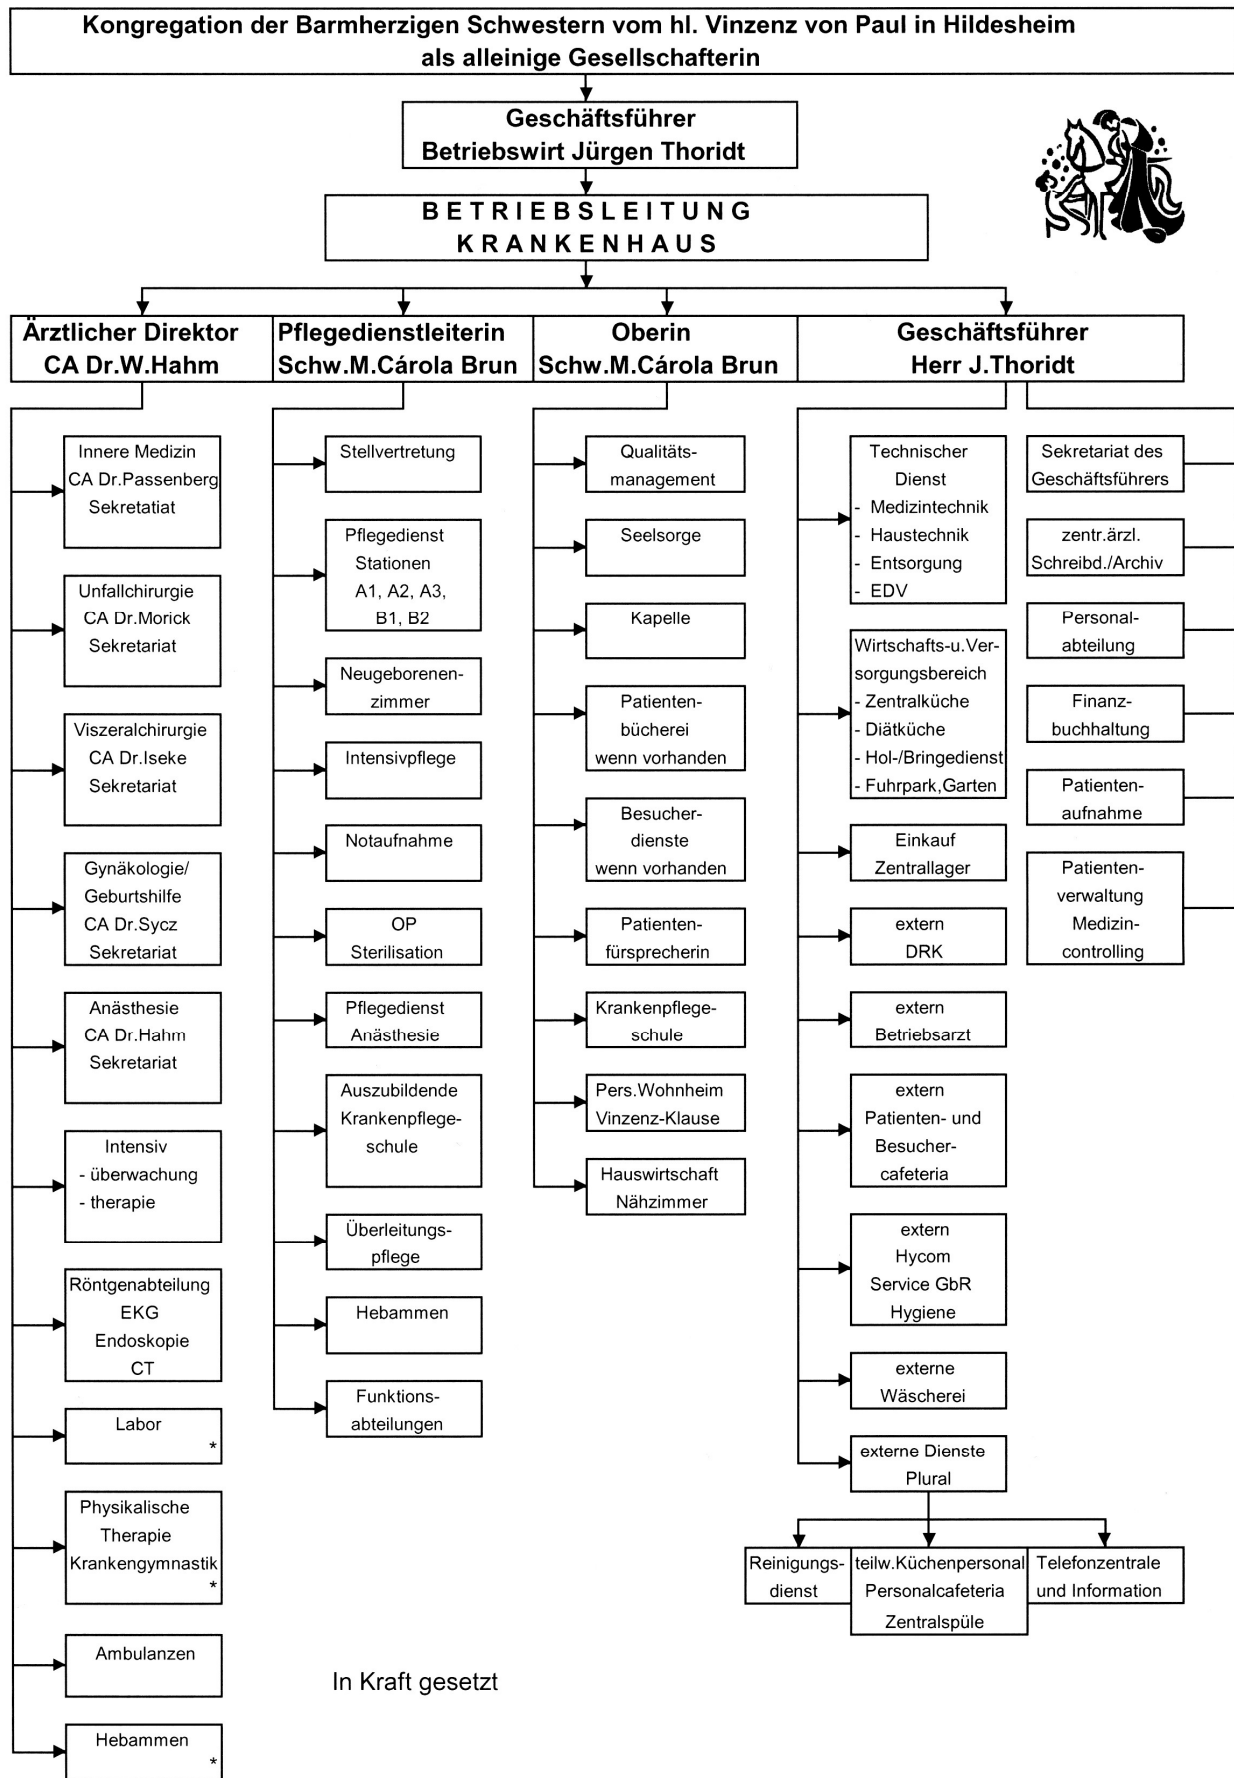 Kongregation der Barmherzigen Schwestern vom hl. Vinzenz von Paul in Hildesheim
als alleinige Gesellschafterin
Geschäftsführer
Betriebswirt Jürgen Thoridt
BETRIEBSLEITUNG
KRANKENHAUS
Ärztlicher Direktor
CA Dr.W.Hahm
Pflegedienstleiterin
Schw.M.Cárola Brun
Oberin
Schw.M.Cárola Brun
Geschäftsführer
Herr J.Thoridt
Innere Medizin
CA Dr.Passenberg
Sekretatiat
Unfallchirurgie
CA Dr.Morick
Sekretariat
Viszeralchirurgie
CA Dr.Iseke
Sekretariat
Gynäkologie/
Geburtshilfe
CA Dr.Sycz
Sekretariat
Anästhesie
CA Dr.Hahm
Sekretariat
Intensiv
- überwachung
- therapie
Röntgenabteilung
EKG
Endoskopie
CT
Labor
*
Physikalische
Therapie
Krankengymnastik
*
Ambulanzen
Hebammen
*
Stellvertretung
Pflegedienst
Stationen
A1, A2, A3,
B1, B2
Neugeborenen-
zimmer
Intensivpflege
Notaufnahme
OP
Sterilisation
Pflegedienst
Anästhesie
Auszubildende
Krankenpflege-
schule
Überleitungs-
pflege
Hebammen
Funktions-
abteilungen
Qualitäts-
management
Seelsorge
Kapelle
Patienten-
bücherei
wenn vorhanden
Besucher-
dienste
wenn vorhanden
Patienten-
fürsprecherin
Krankenpflege-
schule
Pers.Wohnheim
Vinzenz-Klause
Hauswirtschaft
Nähzimmer
Technischer
Dienst
- Medizintechnik
- Haustechnik
- Entsorgung
- EDV
Wirtschafts-u.Ver-
sorgungsbereich
- Zentralküche
- Diätküche
- Hol-/Bringedienst
- Fuhrpark,Garten
Einkauf
Zentrallager
extern
DRK
extern
Betriebsarzt
extern
Patienten- und
Besucher-
cafeteria
extern
Hycom
Service GbR
Hygiene
externe
Wäscherei
externe Dienste
Plural
Reinigungs-
dienst
teilw.Küchenpersonal
Personalcafeteria
Zentralspüle
Telefonzentrale
und Information
Sekretariat des
Geschäftsführers
zentr.ärzl.
Schreibd./Archiv
Personal-
abteilung
Finanz-
buchhaltung
Patienten-
aufnahme
Patienten-
verwaltung
Medizin-
controlling
In Kraft gesetzt